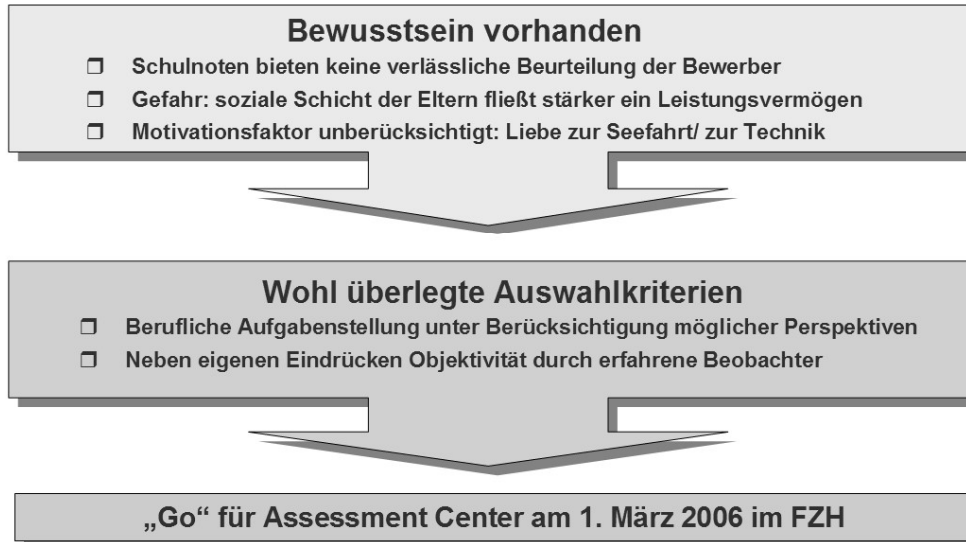 Bewusstsein vorhanden
❒ Schulnoten bieten keine verlässliche Beurteilung der Bewerber
❒ Gefahr: soziale Schicht der Eltern fließt stärker ein Leistungsvermögen
❒ Motivationsfaktor unberücksichtigt: Liebe zur Seefahrt/ zur Technik
Wohl überlegte Auswahlkriterien
❒ Berufliche Aufgabenstellung unter Berücksichtigung möglicher Perspektiven
❒ Neben eigenen Eindrücken Objektivität durch erfahrene Beobachter
„Go“ für Assessment Center am 1. März 2006 im FZH